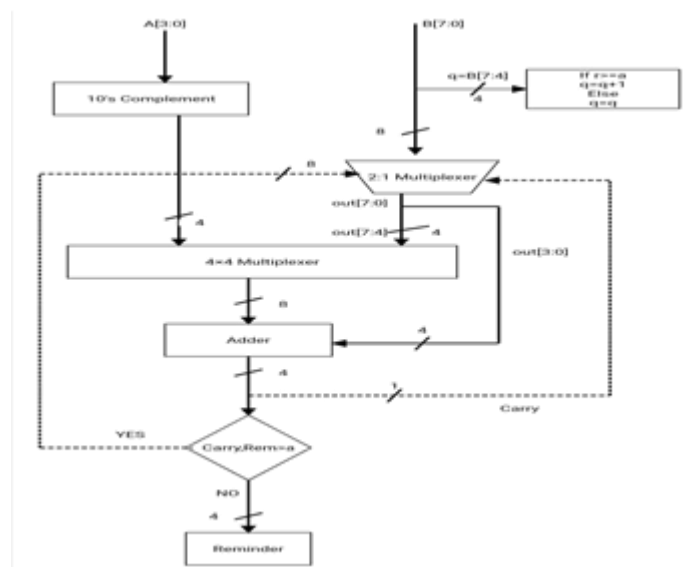 A[3:0]
B[7:0]
10's Complement
q=B[7:4]
4
If r==a
q=q+1
Else
q=q
8
8
2:1 Multiplexer
out[7:0]
4
out[7:4]
4
out[3:0]
4×4 Multiplexer
8
Adder
4
4
1
Carry
YES
Carry,Rem=a
NO
4
Reminder